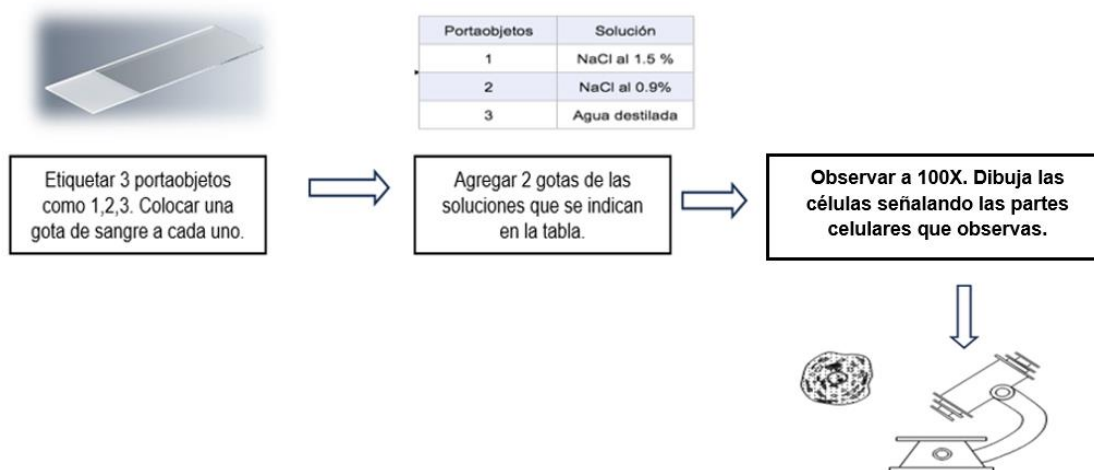 Portaobjetos Solución
1 NaCl al 1.5 %
2 NaCl al 0.9%
3 Agua destilada
Etiquetar 3 portaobjetos
como 1,2,3. Colocar una
gota de sangre a cada uno.
Agregar 2 gotas de las
soluciones que se indican
en la tabla.
Observar a 100X. Dibuja las
células señalando las partes
celulares que observas.